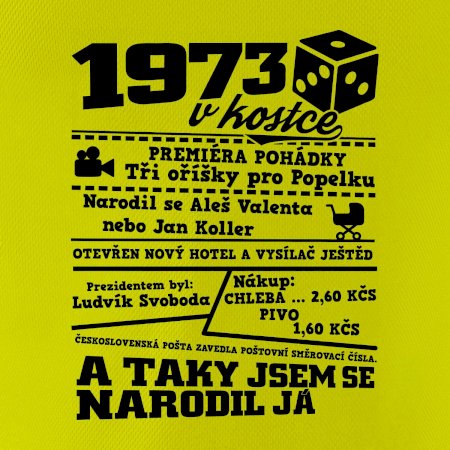 1973
v kostce
PREMIÉRA POHÁDKY
Tři oříšky pro Popelku
Narodil se Aleš Valenta
nebo Jan Koller
OTEVŘEN NOVÝ HOTEL A VYSÍLAČ JEŠTĚD
Prezidentem byl:
Ludvík Svoboda
Nákup:
CHLEBA ... 2,60 KČS
PIVO
1,60 KČS
ČESKOSLOVENSKÁ POŠTA ZAVEDLA POŠTOVNÍ SMĚROVACÍ ČÍSLA.
A TAKY JSEM SE
NARODIL JÁ